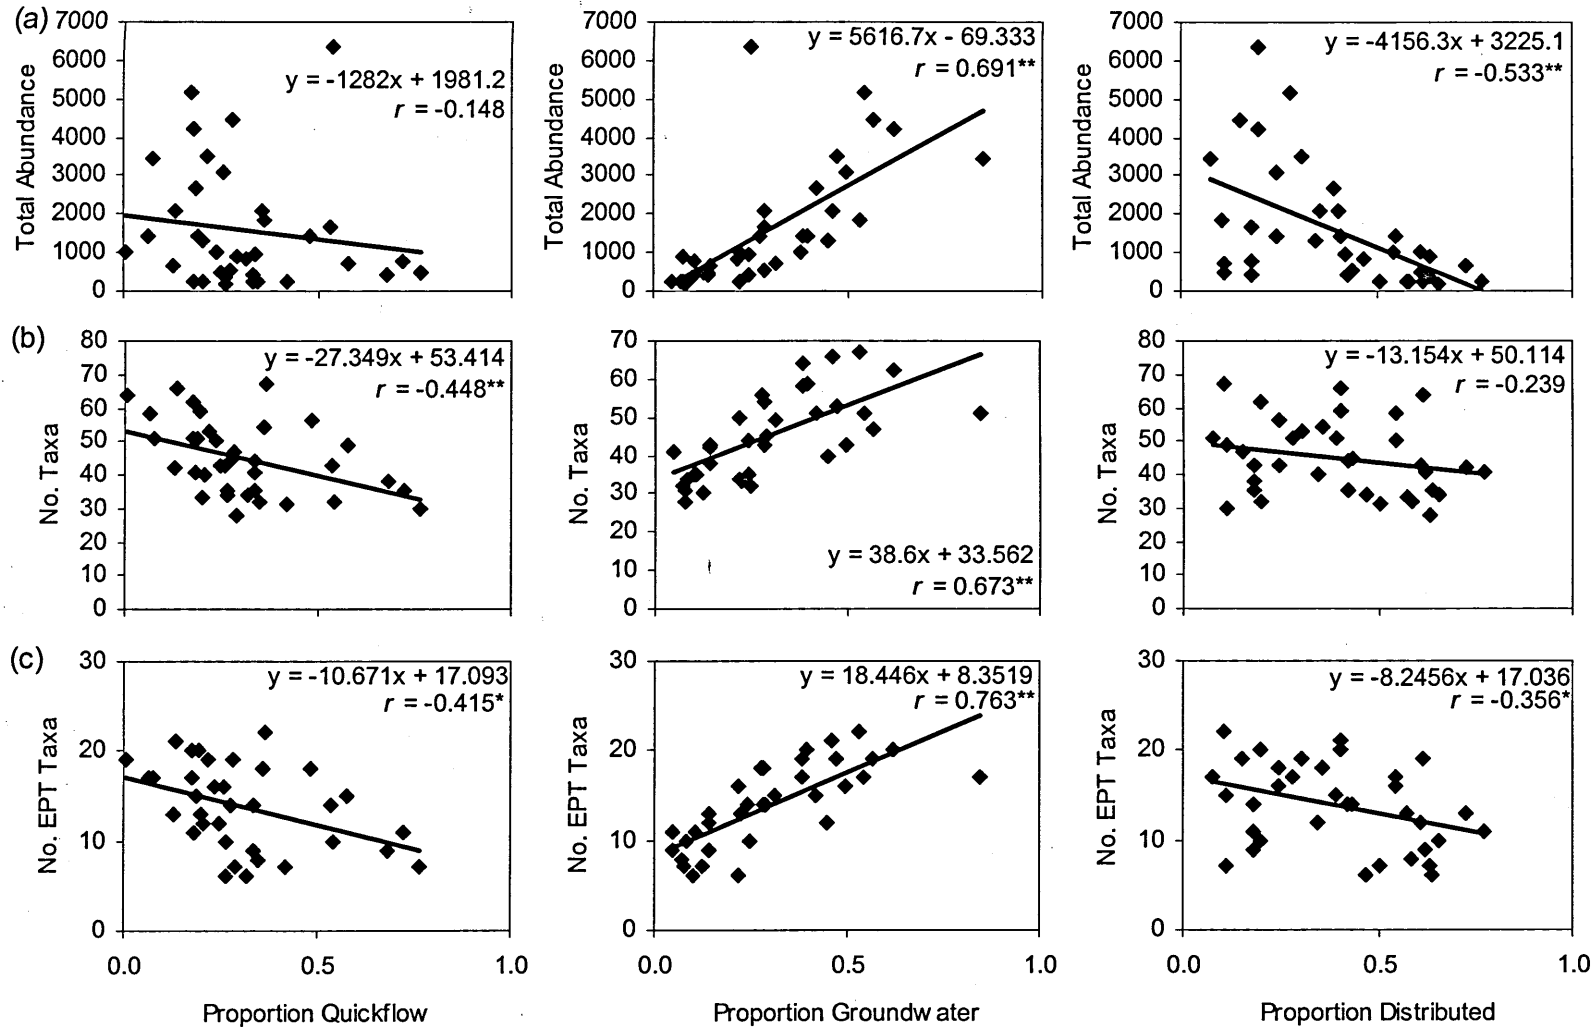 (a)
7000
6000
5000
4000
3000
2000
1000
0
Total Abundance
y = -1282x + 1981.2
r = -0.148
7000
6000
5000
4000
3000
2000
1000
0
Total Abundance
y = 5616.7x - 69.333
r = 0.691**
7000
6000
5000
4000
3000
2000
1000
0
Total Abundance
y = -4156.3x + 3225.1
r = -0.533**
(b)
80
70
60
50
40
30
20
10
0
No. Taxa
y = -27.349x + 53.414
r = -0.448**
70
60
50
40
30
20
10
0
No. Taxa
y = 38.6x + 33.562
r = 0.673**
80
70
60
50
40
30
20
10
0
No. Taxa
y = -13.154x + 50.114
r = -0.239
(c)
30
20
10
0
No. EPT Taxa
y = -10.671x + 17.093
r = -0.415*
0.0 0.5 1.0
Proportion Quickflow
30
20
10
0
No. EPT Taxa
y = 18.446x + 8.3519
r = 0.763**
0.0 0.5 1.0
Proportion Groundwater
30
20
10
0
No. EPT Taxa
y = -8.2456x + 17.036
r = -0.356*
0.0 0.5 1.0
Proportion Distributed